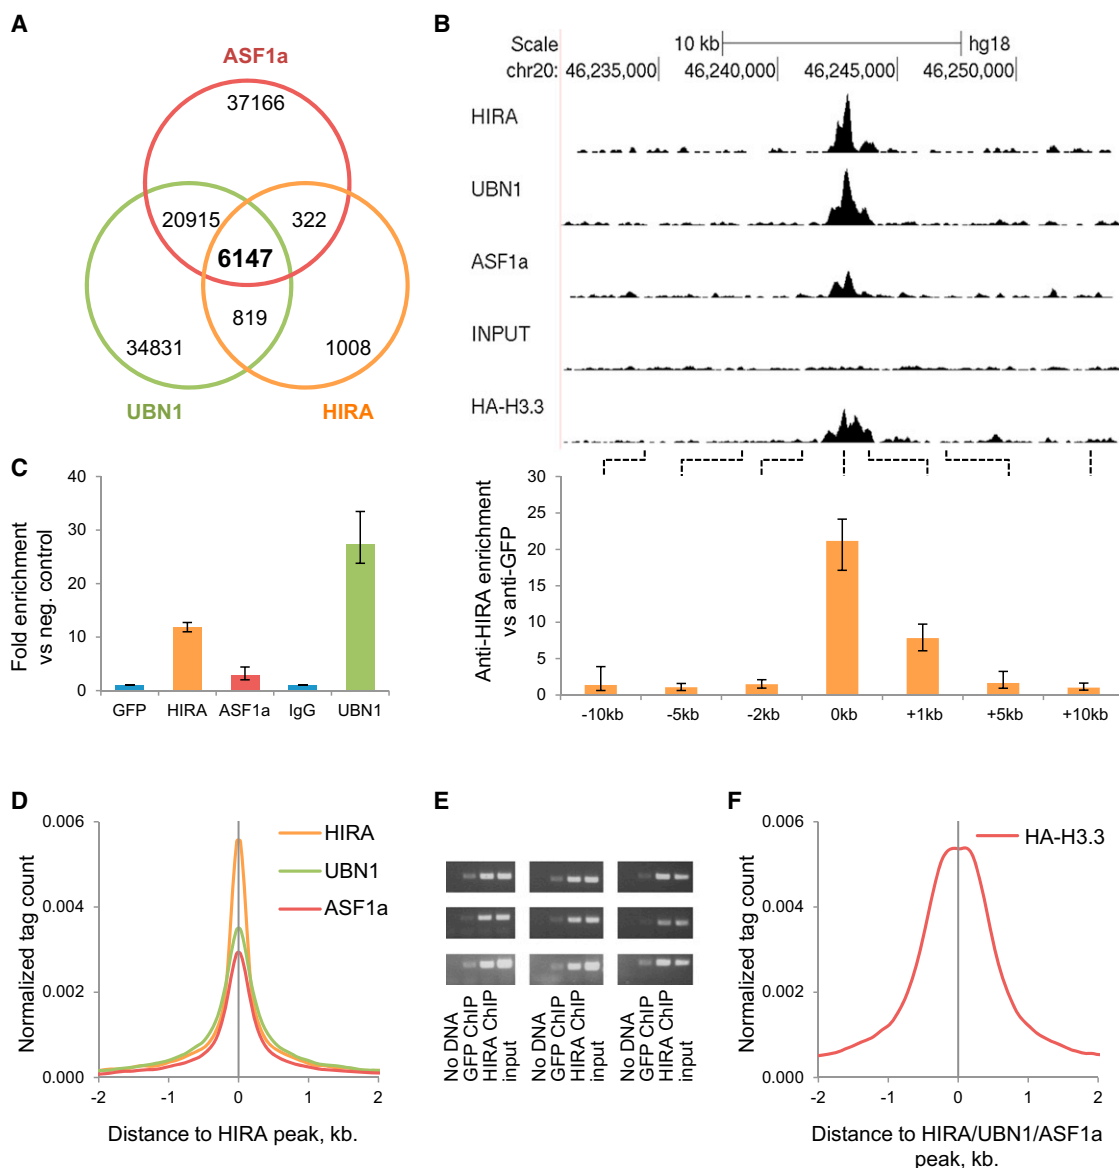 A
ASF1a
37166
20915
322
6147
819
34831
1008
UBN1
HIRA
B
Scale
10 kb
hg18
chr20:
46,235,000
46,240,000
46,245,000
46,250,000
HIRA
UBN1
ASF1a
INPUT
HA-H3.3
Anti-HIRA enrichment
vs anti-GFP
30
25
20
15
10
5
0
-10kb
-5kb
-2kb
0kb
+1kb
+5kb
+10kb
C
Fold enrichment
vs neg. control
40
30
20
10
0
GFP
HIRA
ASF1a
IgG
UBN1
D
Normalized tag count
0.006
0.004
0.002
0.000
HIRA
UBN1
ASF1a
-2
-1
0
1
2
Distance to HIRA peak, kb.
E
No DNA
GFP ChIP
HIRA ChIP
input
No DNA
GFP ChIP
HIRA ChIP
input
No DNA
GFP ChIP
HIRA ChIP
input
F
Normalized tag count
0.006
0.004
0.002
0.000
HA-H3.3
-2
-1
0
1
2
Distance to HIRA/UBN1/ASF1a
peak, kb.